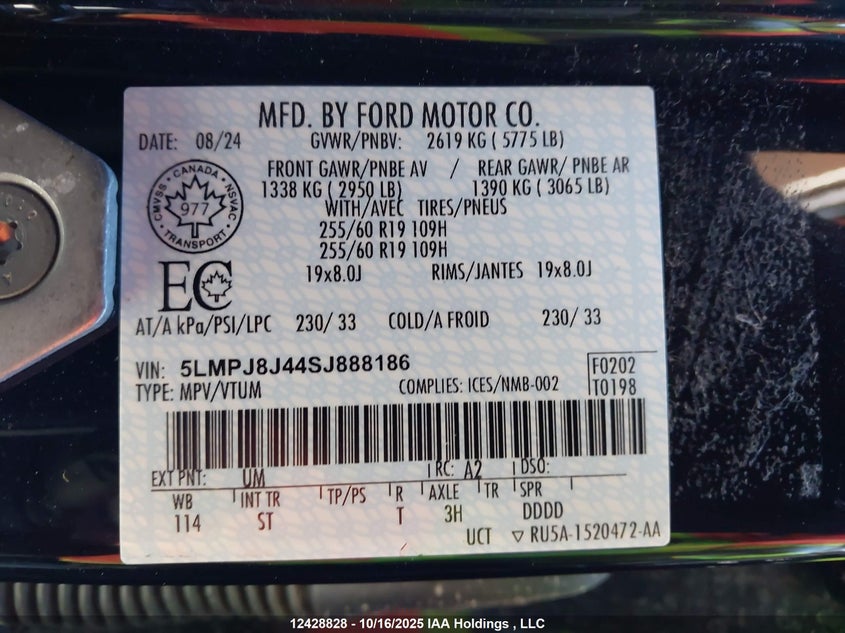 MFD. BY FORD MOTOR CO.
DATE: 08/24 GVWR/PNBV: 2619 KG ( 5775 LB)
FRONT GAWR/PNBE AV / REAR GAWR/ PNBE AR
1338 KG ( 2950 LB) 1390 KG ( 3065 LB)
WITH/AVEC TIRES/PNEUS
255/60 R19 109H
255/60 R19 109H
19x8.0J RIMS/JANTES 19x8.0J
CMVSS • CANADA • NSVAC
977
TRANSPORT
EC
AT/A kPa/PSI/LPC 230/ 33 COLD/A FROID 230/ 33
VIN: 5LMPJ8J44SJ888186
TYPE: MPV/VTUM COMPLIES: ICES/NMB-002
F0202
T0198
EXT PNT: UM RC: A2 DSO:
WB INT TR TP/PS R AXLE TR SPR
114 ST T 3H DDDD
UCT ▽ RU5A-1520472-AA
12428828 - 10/16/2025 IAA Holdings , LLC